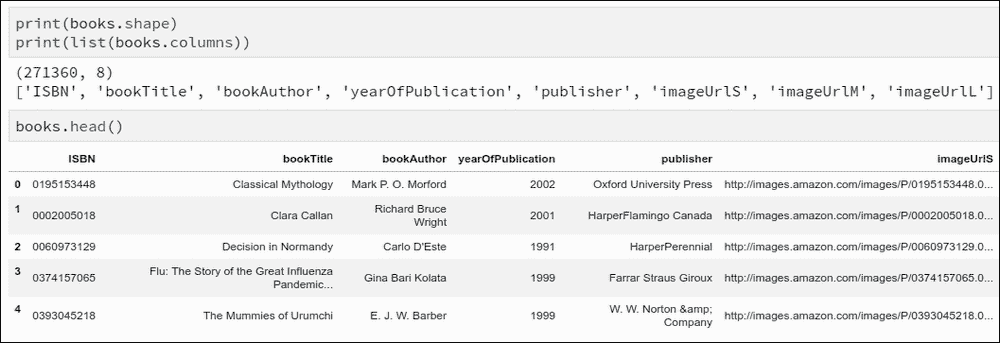 print(books.shape)
print(list(books.columns))
(271360, 8)
['ISBN', 'bookTitle', 'bookAuthor', 'yearOfPublication', 'publisher', 'imageUrlS', 'imageUrlM', 'imageUrlL']
books.head()
ISBN bookTitle bookAuthor yearOfPublication publisher imageUrlS
0 0195153448 Classical Mythology Mark P. O. Morford 2002 Oxford University Press http://images.amazon.com/images/P/0195153448.0...
1 0002005018 Clara Callan Richard Bruce Wright 2001 HarperFlamingo Canada http://images.amazon.com/images/P/0002005018.0...
2 0060973129 Decision in Normandy Carlo D'Este 1991 HarperPerennial http://images.amazon.com/images/P/0060973129.0...
3 0374157065 Flu: The Story of the Great Influenza Pandemic... Gina Bari Kolata 1999 Farrar Straus Giroux http://images.amazon.com/images/P/0374157065.0...
4 0393045218 The Mummies of Urumchi E. J. W. Barber 1999 W. W. Norton &amp; Company http://images.amazon.com/images/P/0393045218.0...